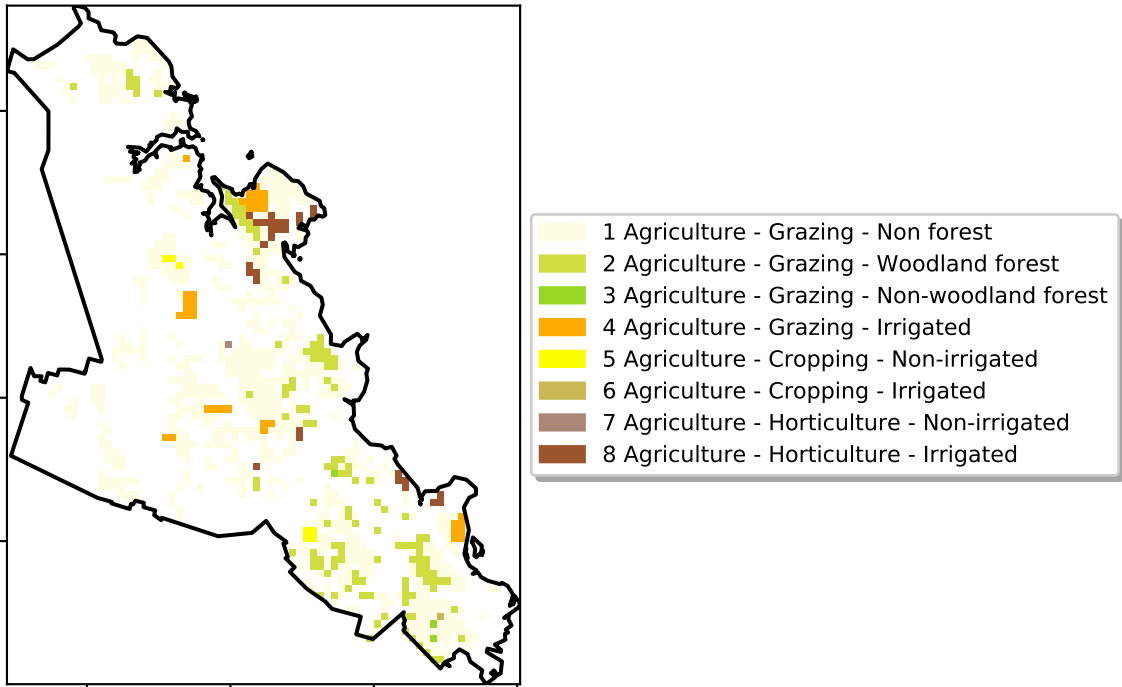 1 Agriculture - Grazing - Non forest
2 Agriculture - Grazing - Woodland forest
3 Agriculture - Grazing - Non-woodland forest
4 Agriculture - Grazing - Irrigated
5 Agriculture - Cropping - Non-irrigated
6 Agriculture - Cropping - Irrigated
7 Agriculture - Horticulture - Non-irrigated
8 Agriculture - Horticulture - Irrigated